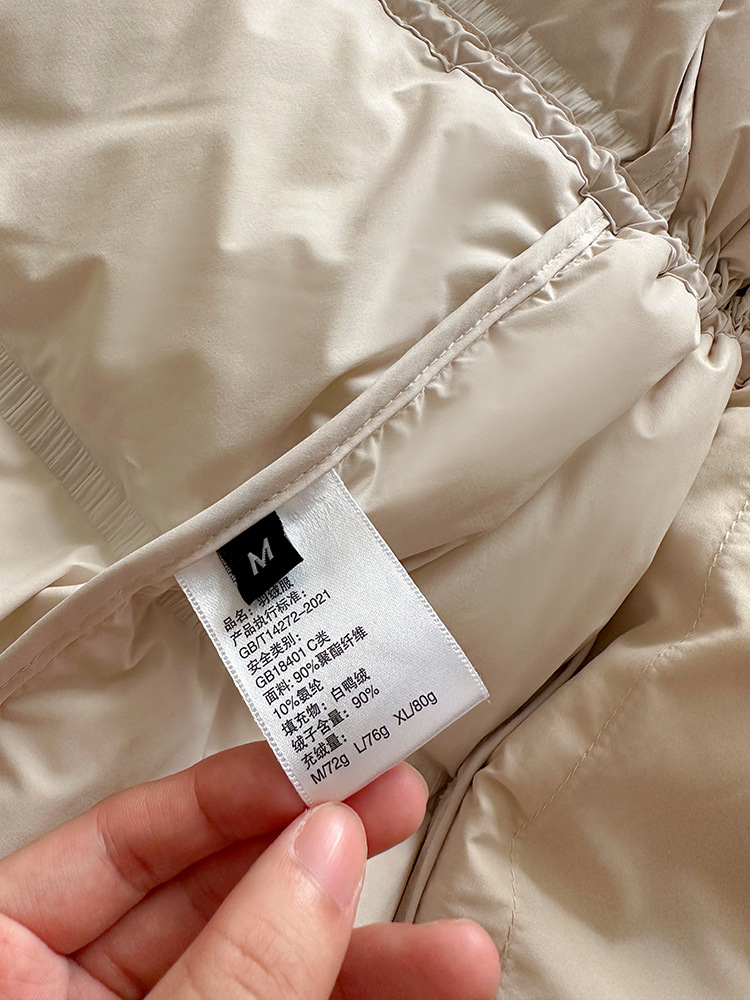 M
品名：羽绒服
产品执行标准：
GB/T14272-2021
安全类别：
GB18401 C类
面料：90%聚酯纤维
10%氨纶
填充物：白鸭绒
绒子含量：90%
充绒量：
M/72g L/76g XL/80g